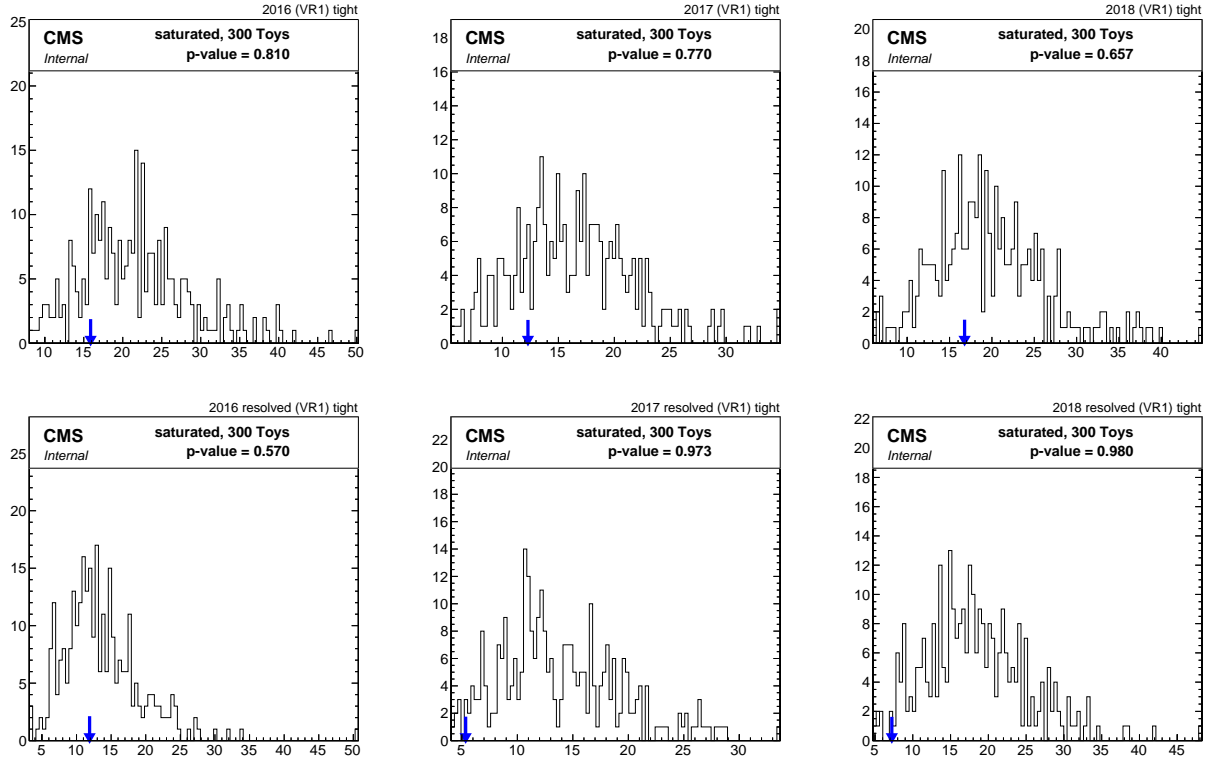 2016 (VR1) tight
CMS
saturated, 300 Toys
Internal
p-value = 0.810
25
20
15
10
5
0
10 15 20 25 30 35 40 45 50
2017 (VR1) tight
CMS
saturated, 300 Toys
Internal
p-value = 0.770
18
16
14
12
10
8
6
4
2
0
10 15 20 25 30
2018 (VR1) tight
CMS
saturated, 300 Toys
Internal
p-value = 0.657
20
18
16
14
12
10
8
6
4
2
0
10 15 20 25 30 35 40
2016 resolved (VR1) tight
CMS
saturated, 300 Toys
Internal
p-value = 0.570
25
20
15
10
5
0
5 10 15 20 25 30 35 40 45 50
2017 resolved (VR1) tight
CMS
saturated, 300 Toys
Internal
p-value = 0.973
22
20
18
16
14
12
10
8
6
4
2
0
5 10 15 20 25 30
2018 resolved (VR1) tight
CMS
saturated, 300 Toys
Internal
p-value = 0.980
22
20
18
16
14
12
10
8
6
4
2
0
5 10 15 20 25 30 35 40 45